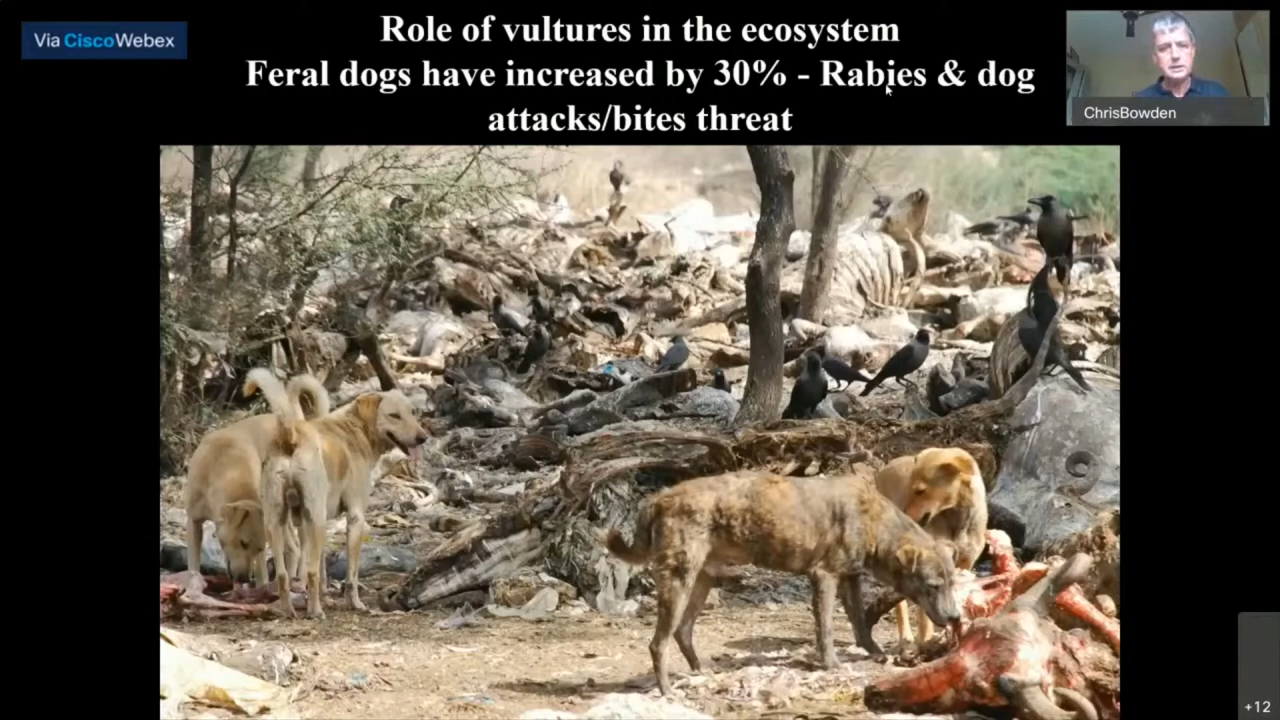 Via CiscoWebex
Role of vultures in the ecosystem
Feral dogs have increased by 30% - Rabies & dog
attacks/bites threat
ChrisBowden
+12